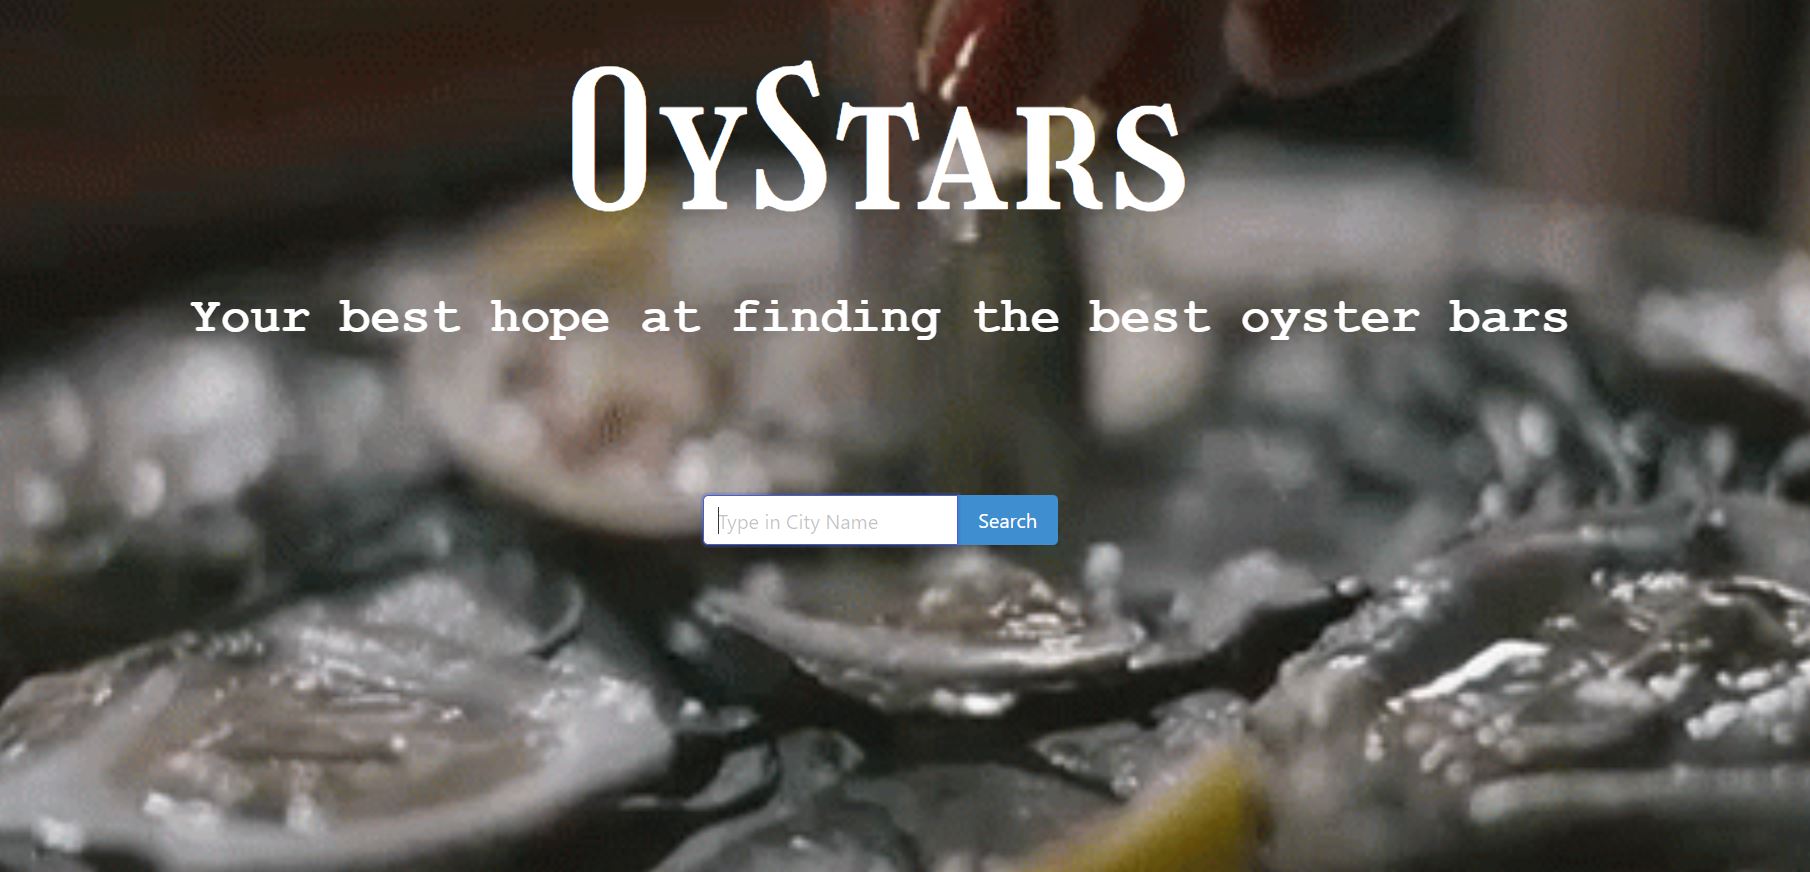 OyStars
Your best hope at finding the best oyster bars
Type in City Name
Search